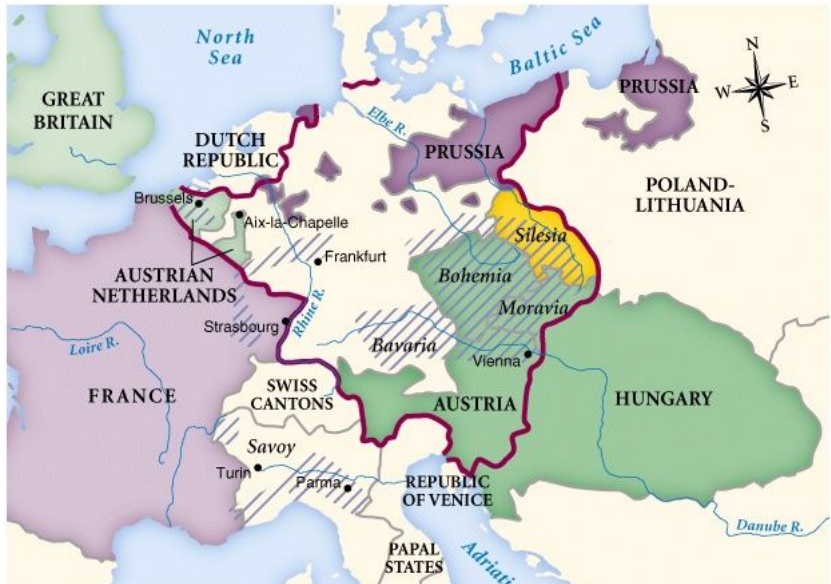 North
Sea
Baltic Sea
N
W
E
S
GREAT
BRITAIN
DUTCH
REPUBLIC
Elbe R.
PRUSSIA
PRUSSIA
POLAND-
LITHUANIA
Brussels
Aix-la-Chapelle
Silesia
Frankfurt
AUSTRIAN
NETHERLANDS
Bohemia
Moravia
Rhine R.
Strasbourg
Loire R.
Bavaria
Vienna
FRANCE
SWISS
CANTONS
AUSTRIA
HUNGARY
Savoy
Turin
Parma
REPUBLIC
OF VENICE
Danube R.
PAPAL
STATES
Adriati